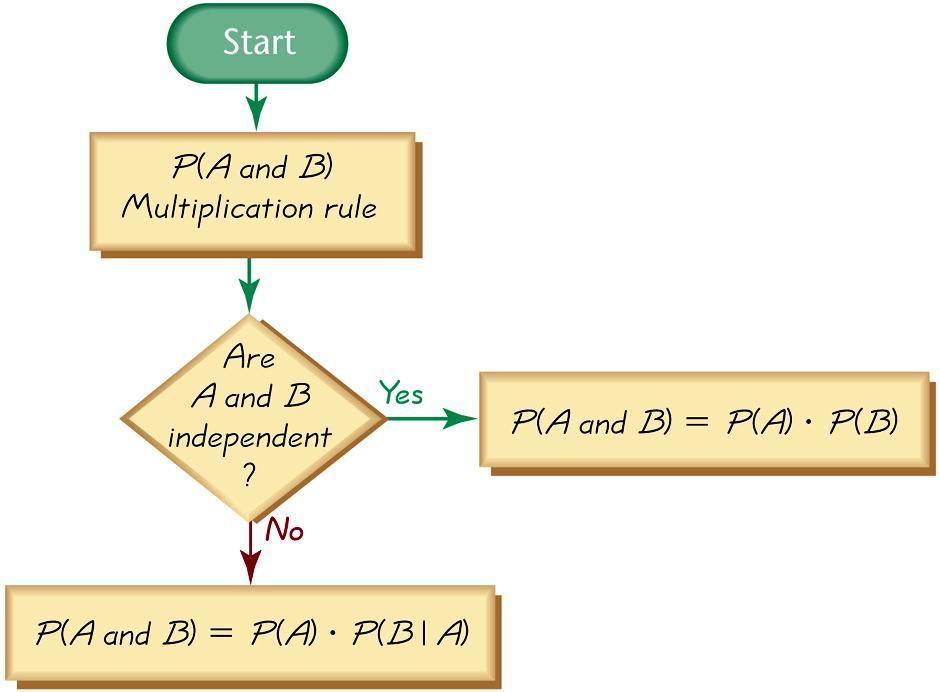 Start
P(A and B)
Multiplication rule
Are
A and B
independent
?
Yes
P(A and B) = P(A) · P(B)
No
P(A and B) = P(A) · P(B | A)